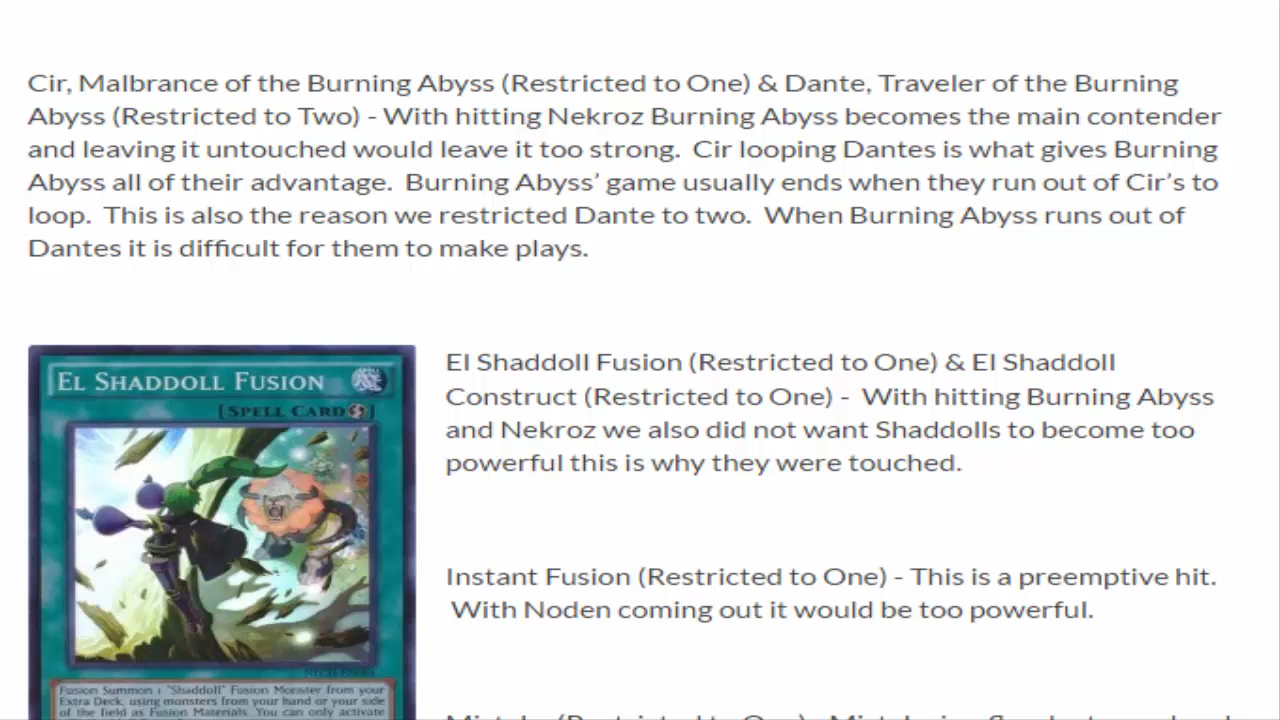 Cir, Malbrance of the Burning Abyss (Restricted to One) & Dante, Traveler of the Burning
Abyss (Restricted to Two) - With hitting Nekroz Burning Abyss becomes the main contender
and leaving it untouched would leave it too strong.  Cir looping Dantes is what gives Burning
Abyss all of their advantage.  Burning Abyss’ game usually ends when they run out of Cir’s to
loop.  This is also the reason we restricted Dante to two.  When Burning Abyss runs out of
Dantes it is difficult for them to make plays.
El Shaddoll Fusion
[Spell Card]
Fusion Summon 1 "Shaddoll" Fusion Monster from your
Extra Deck, using monsters from your hand or your side
of the field as Fusion Materials. You can only activate
El Shaddoll Fusion (Restricted to One) & El Shaddoll
Construct (Restricted to One) -  With hitting Burning Abyss
and Nekroz we also did not want Shaddolls to become too
powerful this is why they were touched.
Instant Fusion (Restricted to One) - This is a preemptive hit.
With Noden coming out it would be too powerful.